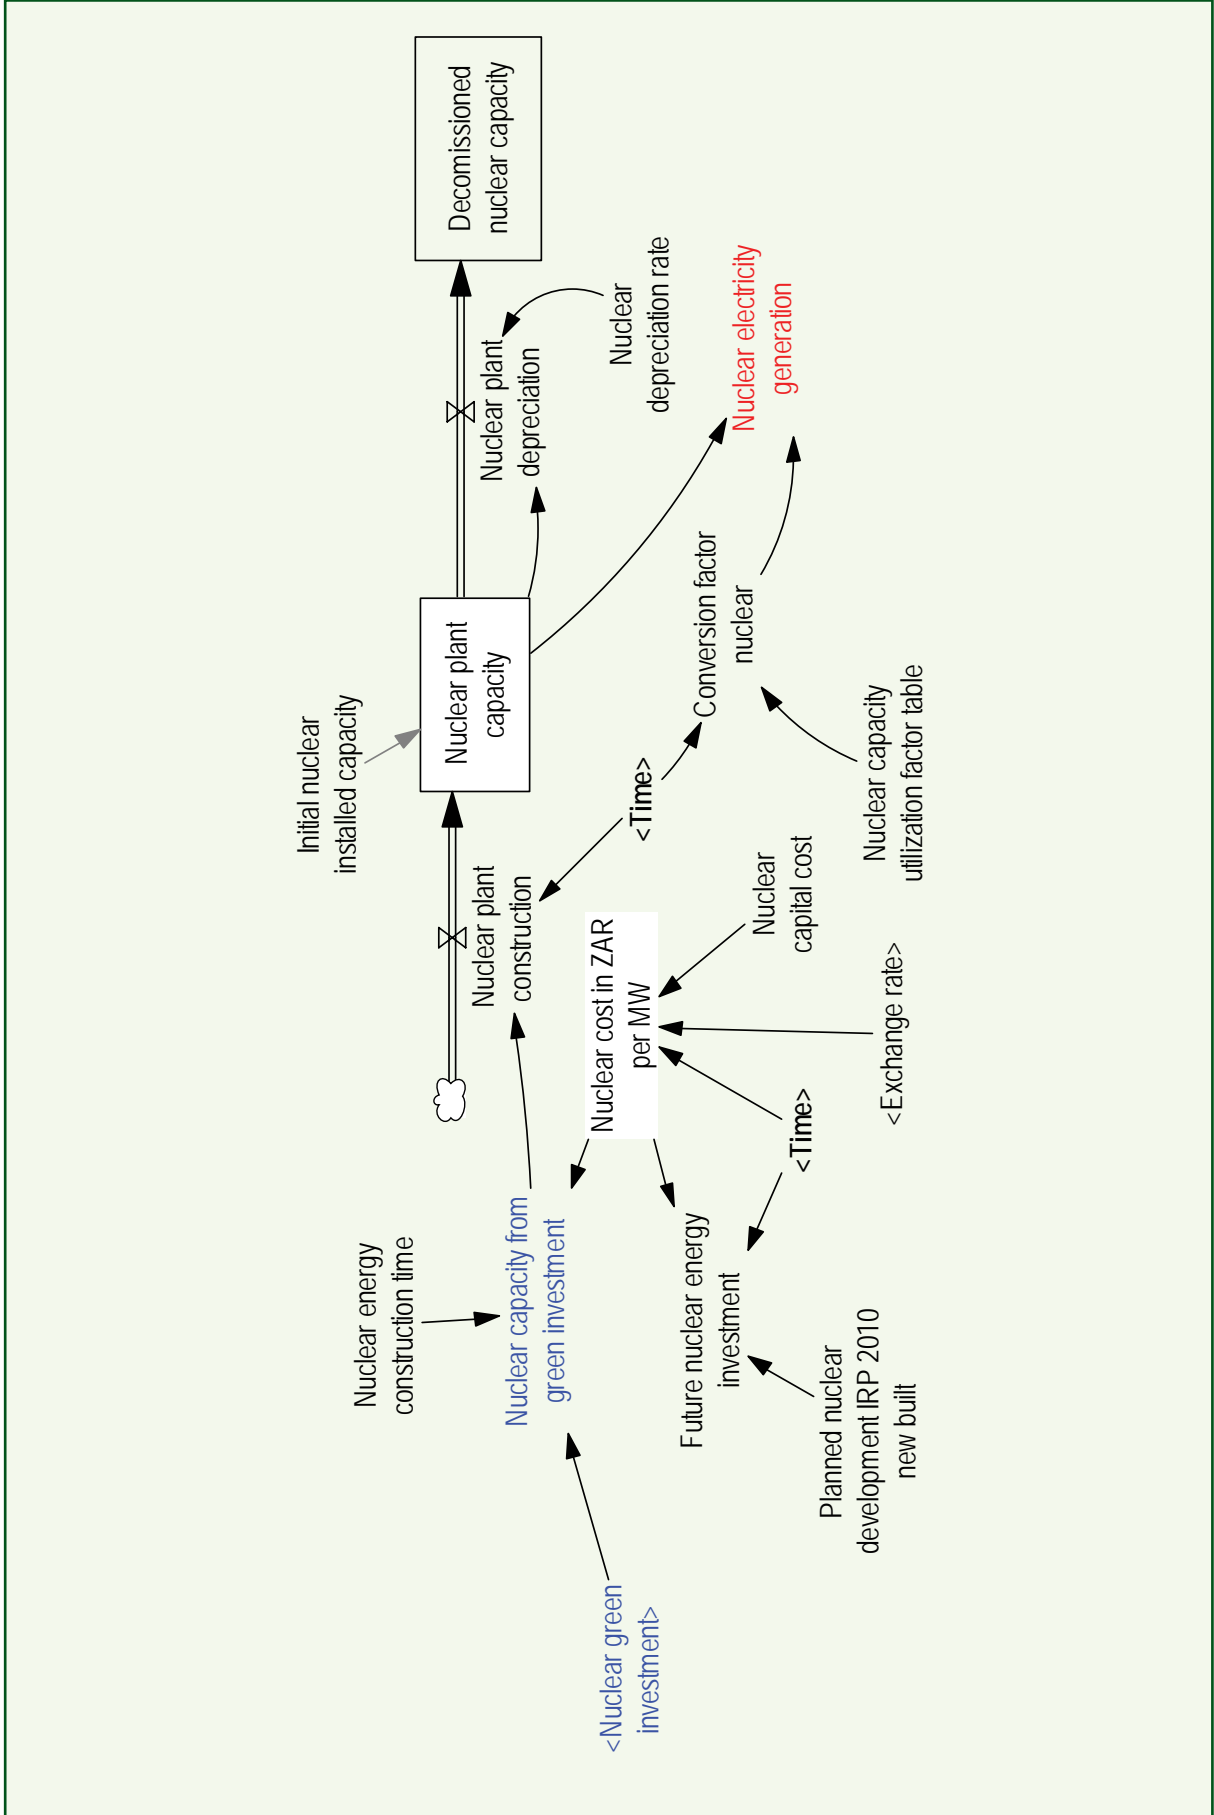 Initial nuclear
installed capacity
Nuclear energy
construction time
Nuclear plant
capacity
Decomissioned
nuclear capacity
Nuclear plant
construction
Nuclear plant
depreciation
Nuclear capacity from
green investment
<Nuclear green
investment>
Nuclear cost in ZAR
per MW
<Time>
Nuclear
depreciation rate
Future nuclear energy
investment
Conversion factor
nuclear
Nuclear electricity
generation
Nuclear
capital cost
<Time>
Planned nuclear
development IRP 2010
new built
<Exchange rate>
Nuclear capacity
utilization factor table